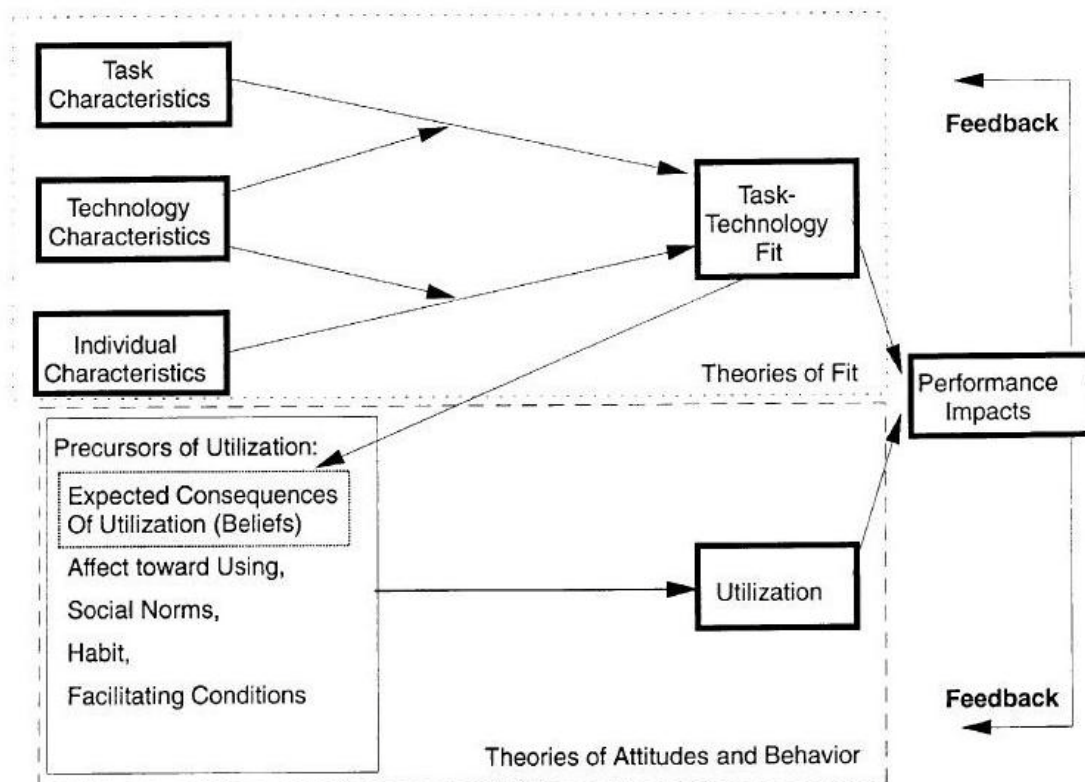 Task
Characteristics
Technology
Characteristics
Individual
Characteristics
Task-
Technology
Fit
Theories of Fit
Feedback
Performance
Impacts
Precursors of Utilization:
Expected Consequences
Of Utilization (Beliefs)
Affect toward Using,
Social Norms,
Habit,
Facilitating Conditions
Utilization
Theories of Attitudes and Behavior
Feedback